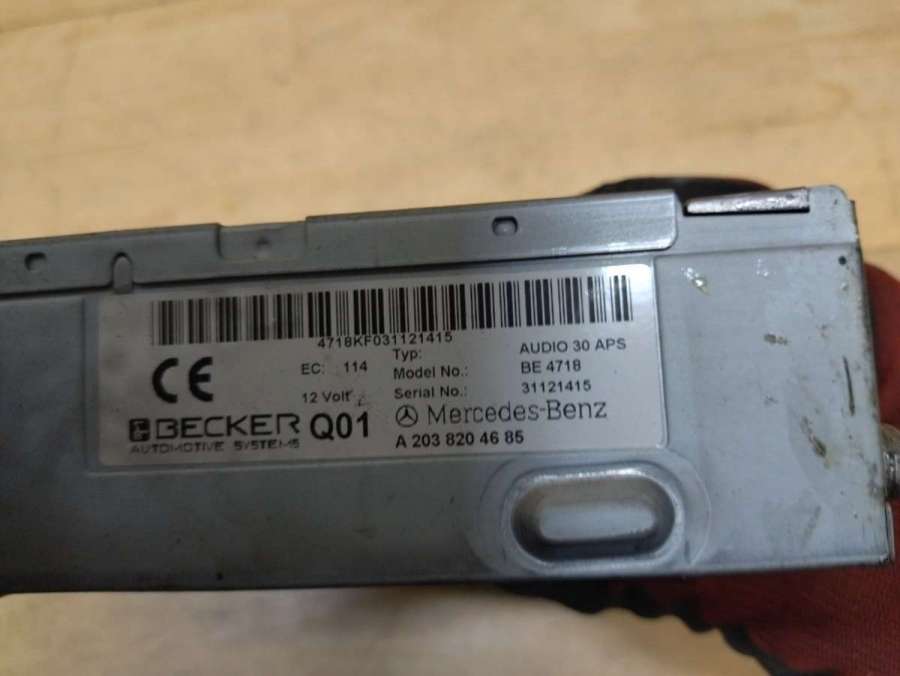 4718KF031121415
CE
EC: 114
12 Volt
Typ: AUDIO 30 APS
Model No.: BE 4718
Serial No.: 31121415
BECKER
AUTOMOTIVE SYSTEMS
Q01
Mercedes-Benz
A 203 820 46 85